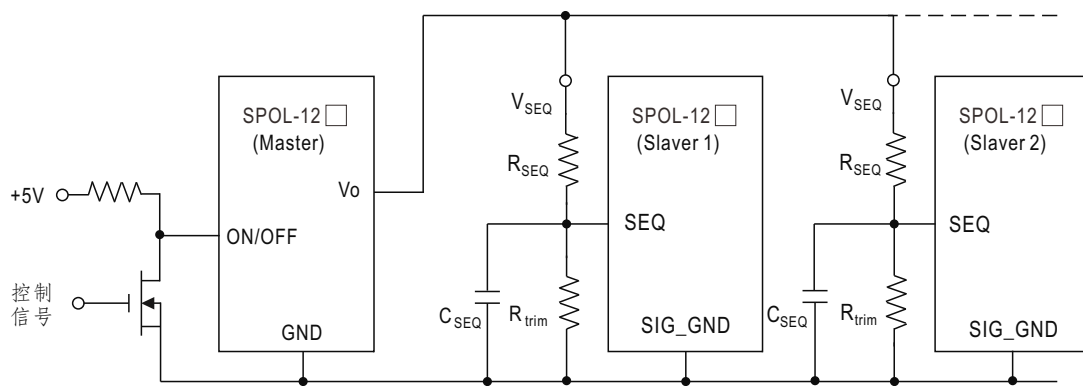 SPOL-12□
(Master)
+5V
Vo
ON/OFF
控制
信号
GND
V_SEQ
R_SEQ
C_SEQ
R_trim
SPOL-12□
(Slaver 1)
SEQ
SIG_GND
V_SEQ
R_SEQ
C_SEQ
R_trim
SPOL-12□
(Slaver 2)
SEQ
SIG_GND